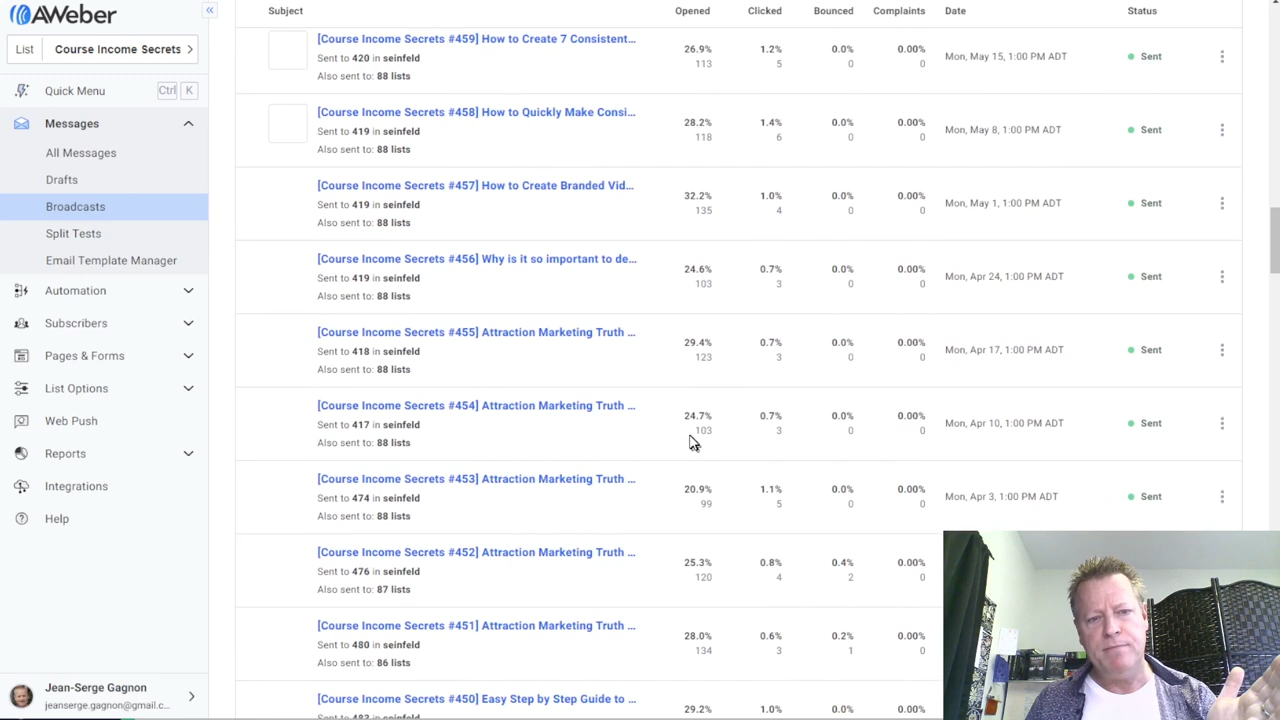 AWeber
«
Subject Opened Clicked Bounced Complaints Date Status
List Course Income Secrets
Quick Menu Ctrl K
Messages
All Messages
Drafts
Broadcasts
Split Tests
Email Template Manager
Automation
Subscribers
Pages & Forms
List Options
Web Push
Reports
Integrations
Help
Jean-Serge Gagnon
jeanserge.gagnon@gmail.c...
[Course Income Secrets #459] How to Create 7 Consistent...
Sent to 420 in seinfeld
Also sent to: 88 lists
26.9% 1.2% 0.0% 0.00%
113 5 0 0
Mon, May 15, 1:00 PM ADT Sent
[Course Income Secrets #458] How to Quickly Make Consi...
Sent to 419 in seinfeld
Also sent to: 88 lists
28.2% 1.4% 0.0% 0.00%
118 6 0 0
Mon, May 8, 1:00 PM ADT Sent
[Course Income Secrets #457] How to Create Branded Vid...
Sent to 419 in seinfeld
Also sent to: 88 lists
32.2% 1.0% 0.0% 0.00%
135 4 0 0
Mon, May 1, 1:00 PM ADT Sent
[Course Income Secrets #456] Why is it so important to de...
Sent to 419 in seinfeld
Also sent to: 88 lists
24.6% 0.7% 0.0% 0.00%
103 3 0 0
Mon, Apr 24, 1:00 PM ADT Sent
[Course Income Secrets #455] Attraction Marketing Truth ...
Sent to 418 in seinfeld
Also sent to: 88 lists
29.4% 0.7% 0.0% 0.00%
123 3 0 0
Mon, Apr 17, 1:00 PM ADT Sent
[Course Income Secrets #454] Attraction Marketing Truth ...
Sent to 417 in seinfeld
Also sent to: 88 lists
24.7% 0.7% 0.0% 0.00%
103 3 0 0
Mon, Apr 10, 1:00 PM ADT Sent
[Course Income Secrets #453] Attraction Marketing Truth ...
Sent to 474 in seinfeld
Also sent to: 88 lists
20.9% 1.1% 0.0% 0.00%
99 5 0 0
Mon, Apr 3, 1:00 PM ADT Sent
[Course Income Secrets #452] Attraction Marketing Truth ...
Sent to 476 in seinfeld
Also sent to: 87 lists
25.3% 0.8% 0.4% 0.00%
120 4 2 0
[Course Income Secrets #451] Attraction Marketing Truth ...
Sent to 480 in seinfeld
Also sent to: 86 lists
28.0% 0.6% 0.2% 0.00%
134 3 1 0
[Course Income Secrets #450] Easy Step by Step Guide to ...
29.2% 1.0% 0.0% 0.00%